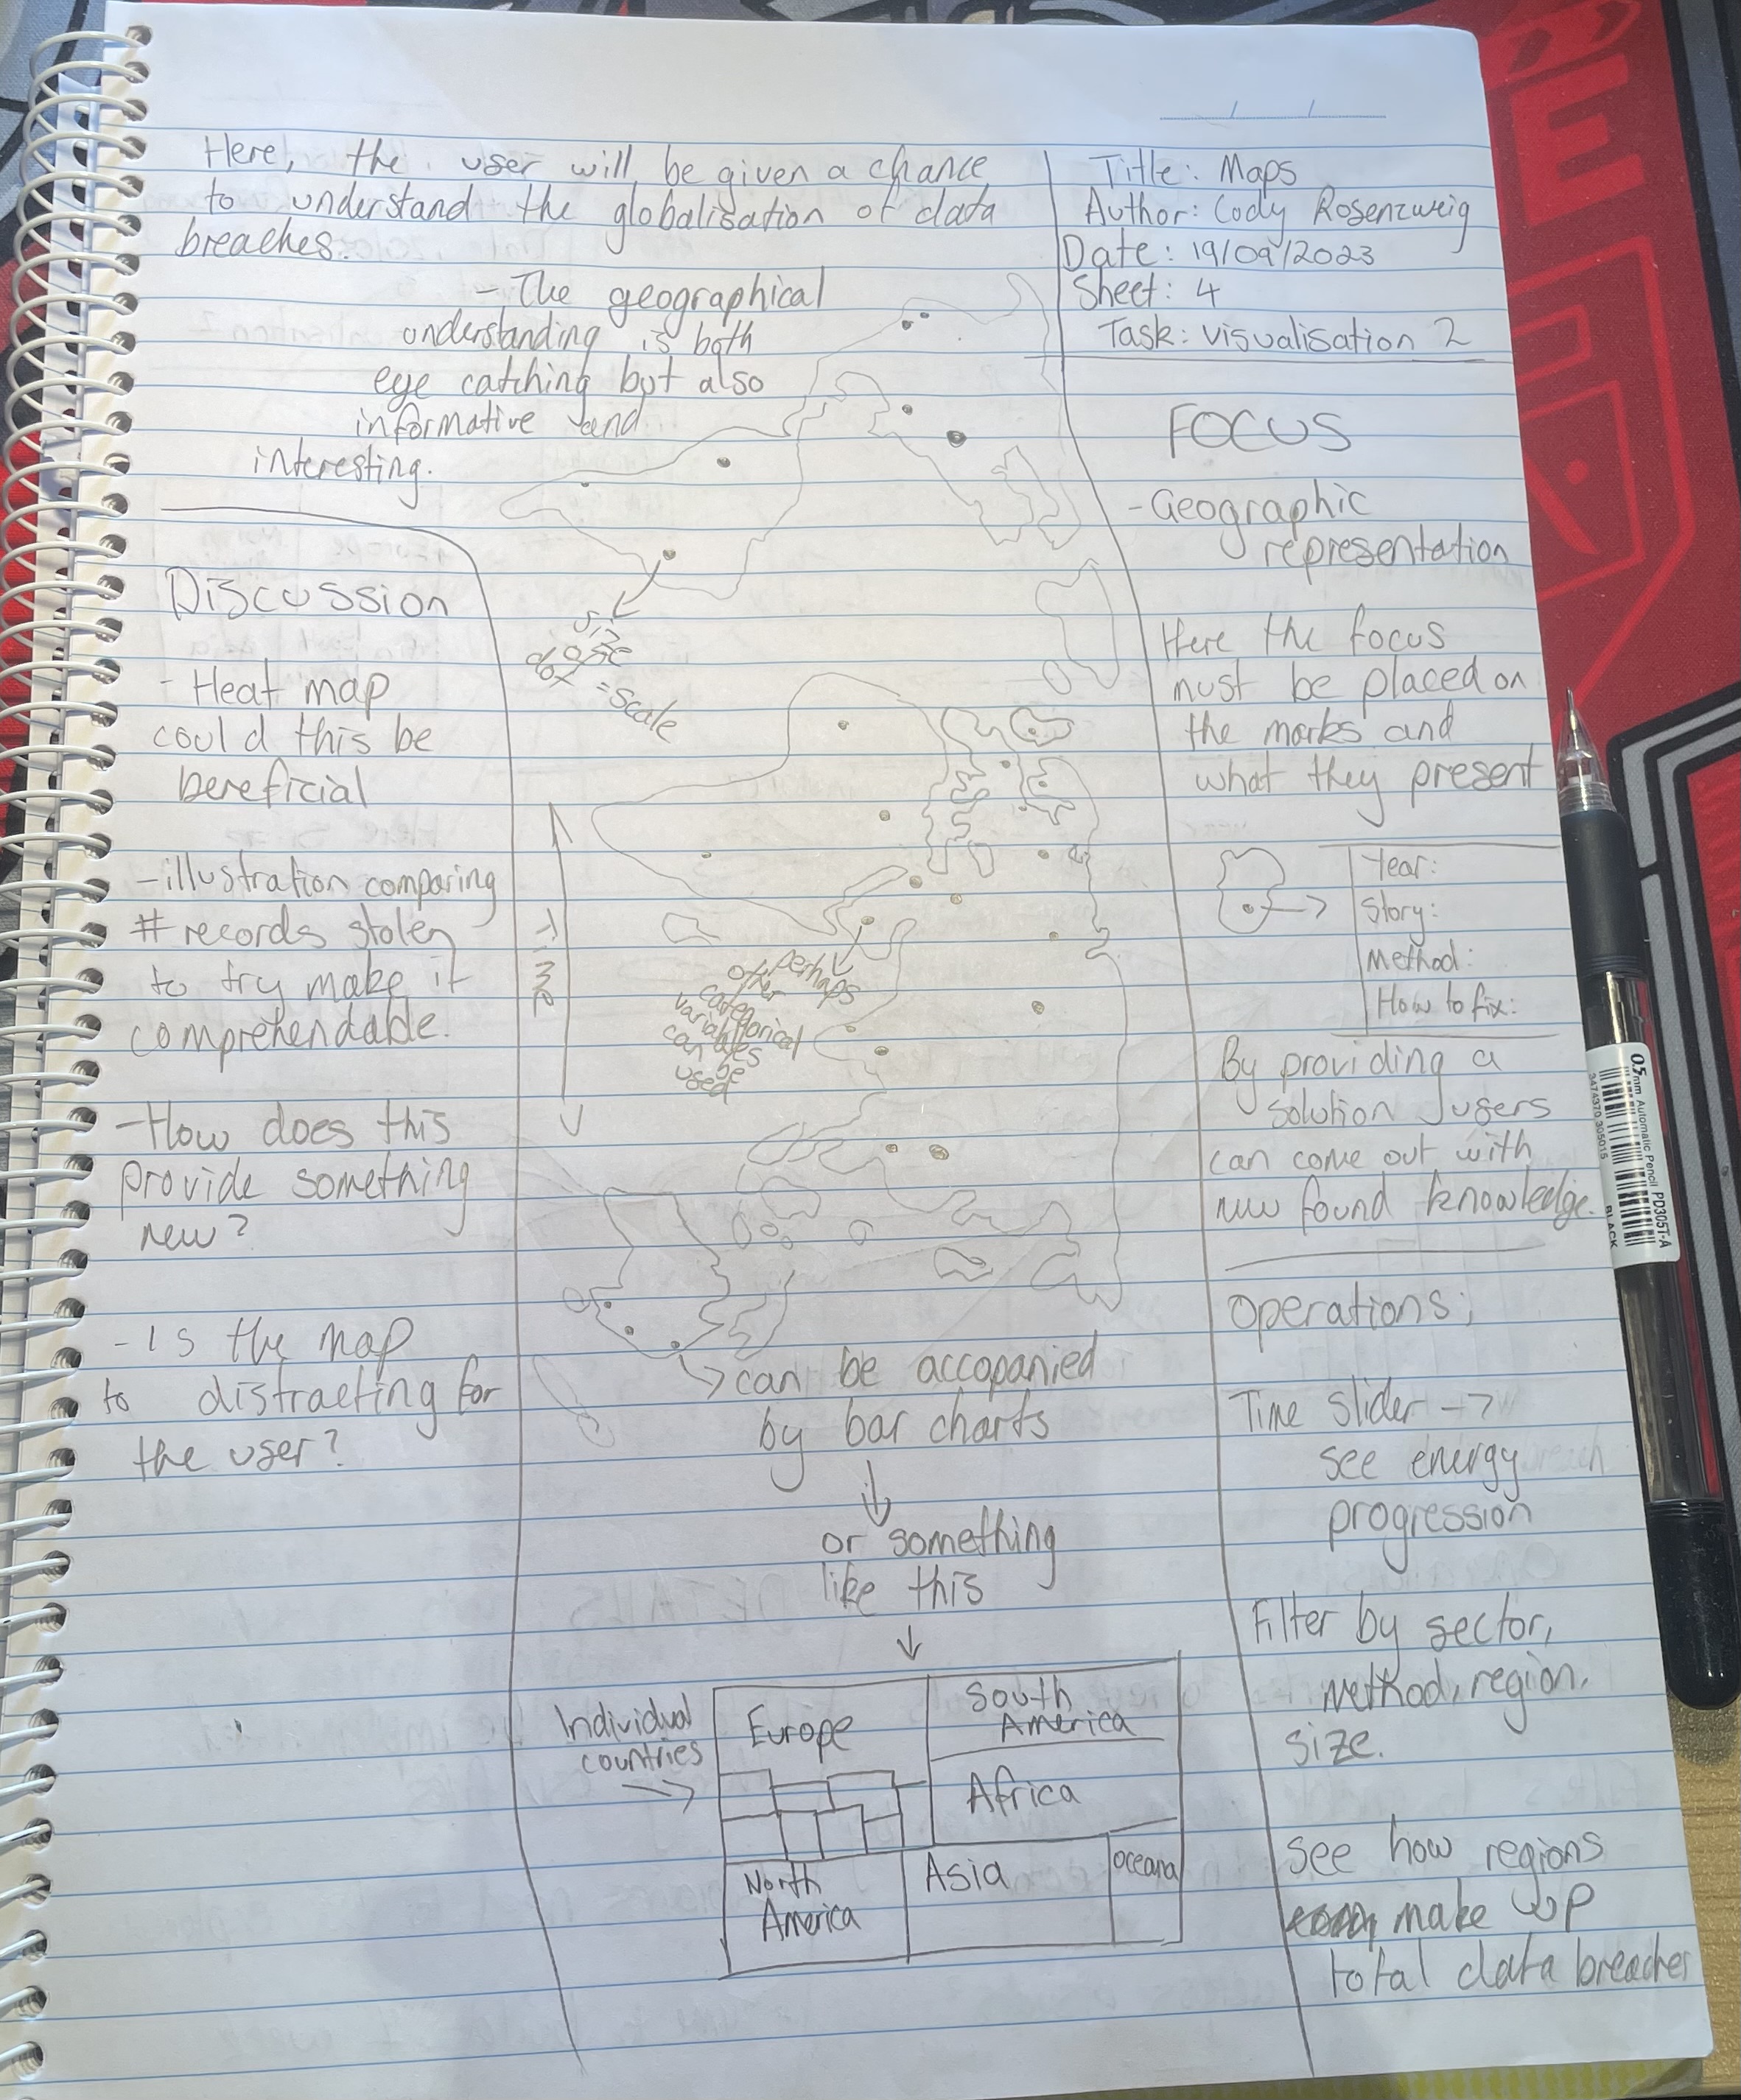 Here, the user will be given a chance
to understand the globalisation of data
breaches.
- The geographical
understanding is both
eye catching but also
informative and
interesting.
Title: Maps
Author: Cody Rosenzweig
Date: 19/09/2023
Sheet: 4
Task: visualisation 2
Discussion
- Heat map
could this be
beneficial
- illustration comparing
# records stolen
to try make it
comprehendable.
- How does this
provide something
new?
- Is the map
to distracting for
the user?
size
of the
dot = scale
Time
perhaps
other
categorical
variables
can be
used
can be accopanied
by bar charts
or something
like this
Individual
countries
Europe
South
America
Africa
North
America
Asia
Oceana
FOCUS
- Geographic
representation
Here the focus
must be placed on
the marks and
what they present
Year:
Story:
Method:
How to fix:
By providing a
solution users
can come out with
new found knowledge.
Operations:
Time slider ->
see energy
progression
Filter by sector,
method, region,
size.
See how regions
make up
total data breaches
E
0.5mm Automatic Pencil PD305T-A
BLACK
3474370 305015